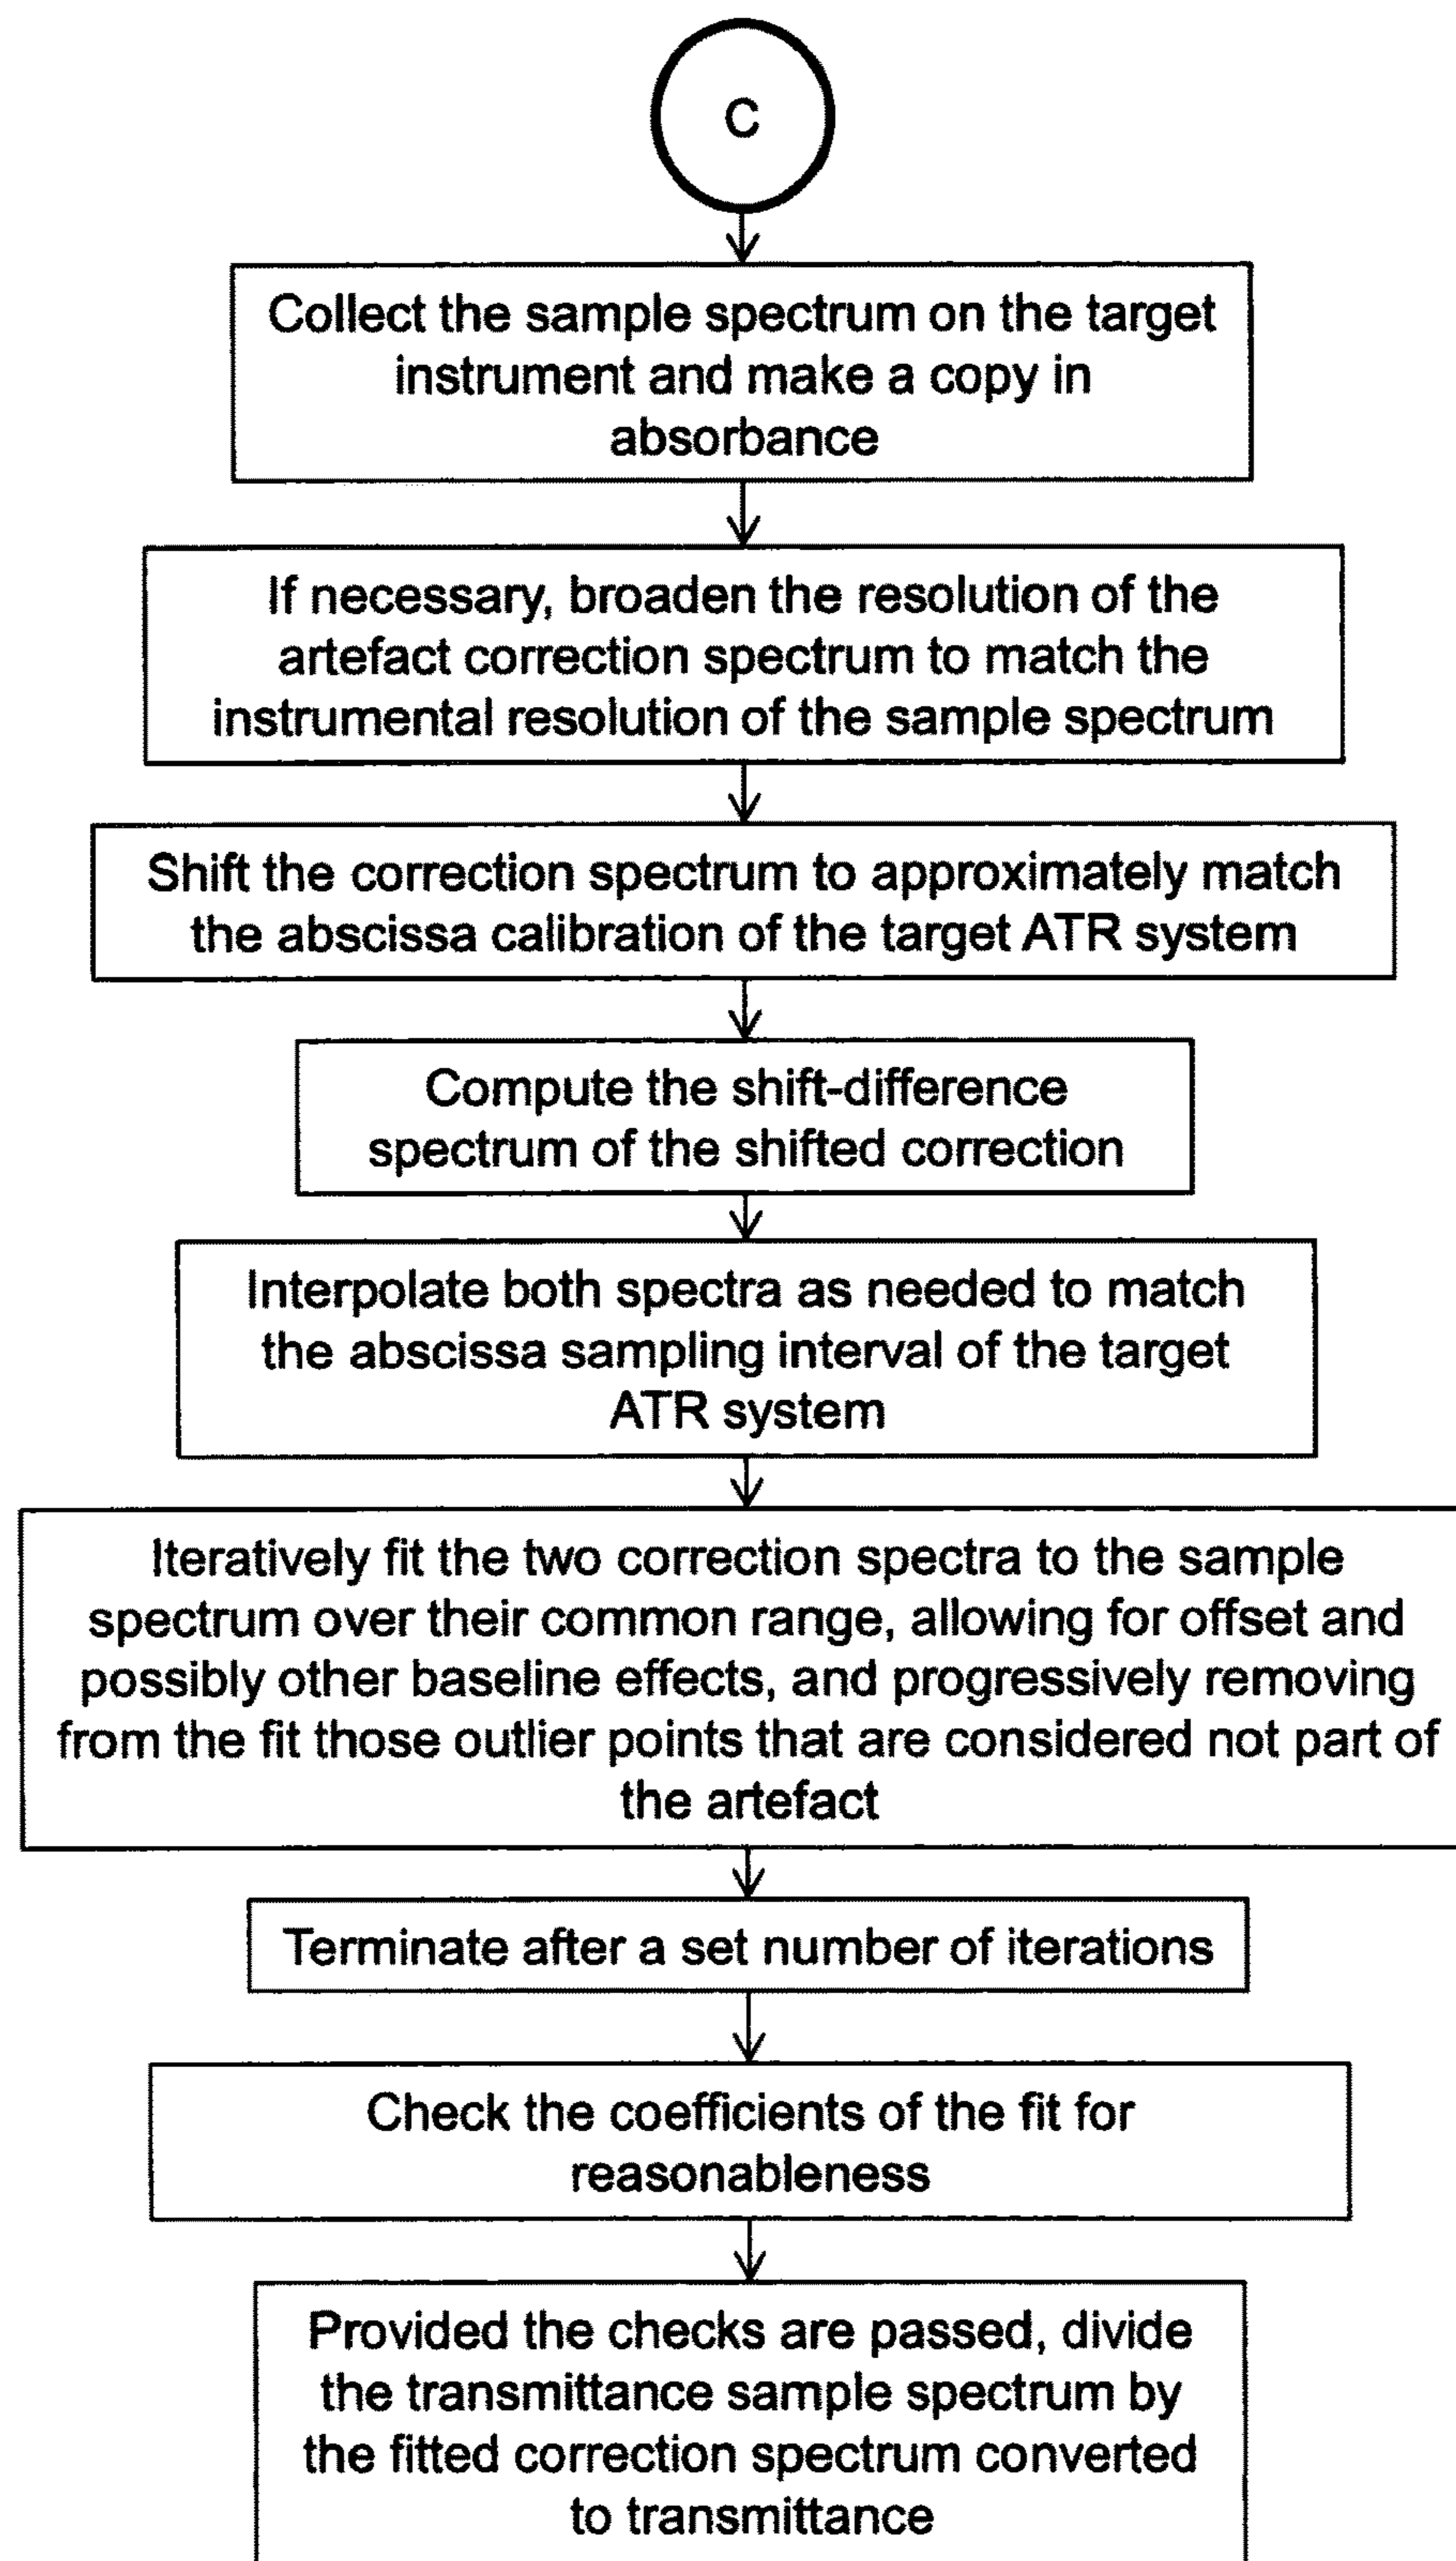 C
Collect the sample spectrum on the target
instrument and make a copy in
absorbance
If necessary, broaden the resolution of the
artefact correction spectrum to match the
instrumental resolution of the sample spectrum
Shift the correction spectrum to approximately match
the abscissa calibration of the target ATR system
Compute the shift-difference
spectrum of the shifted correction
Interpolate both spectra as needed to match
the abscissa sampling interval of the target
ATR system
Iteratively fit the two correction spectra to the sample
spectrum over their common range, allowing for offset and
possibly other baseline effects, and progressively removing
from the fit those outlier points that are considered not part of
the artefact
Terminate after a set number of iterations
Check the coefficients of the fit for
reasonableness
Provided the checks are passed, divide
the transmittance sample spectrum by
the fitted correction spectrum converted
to transmittance